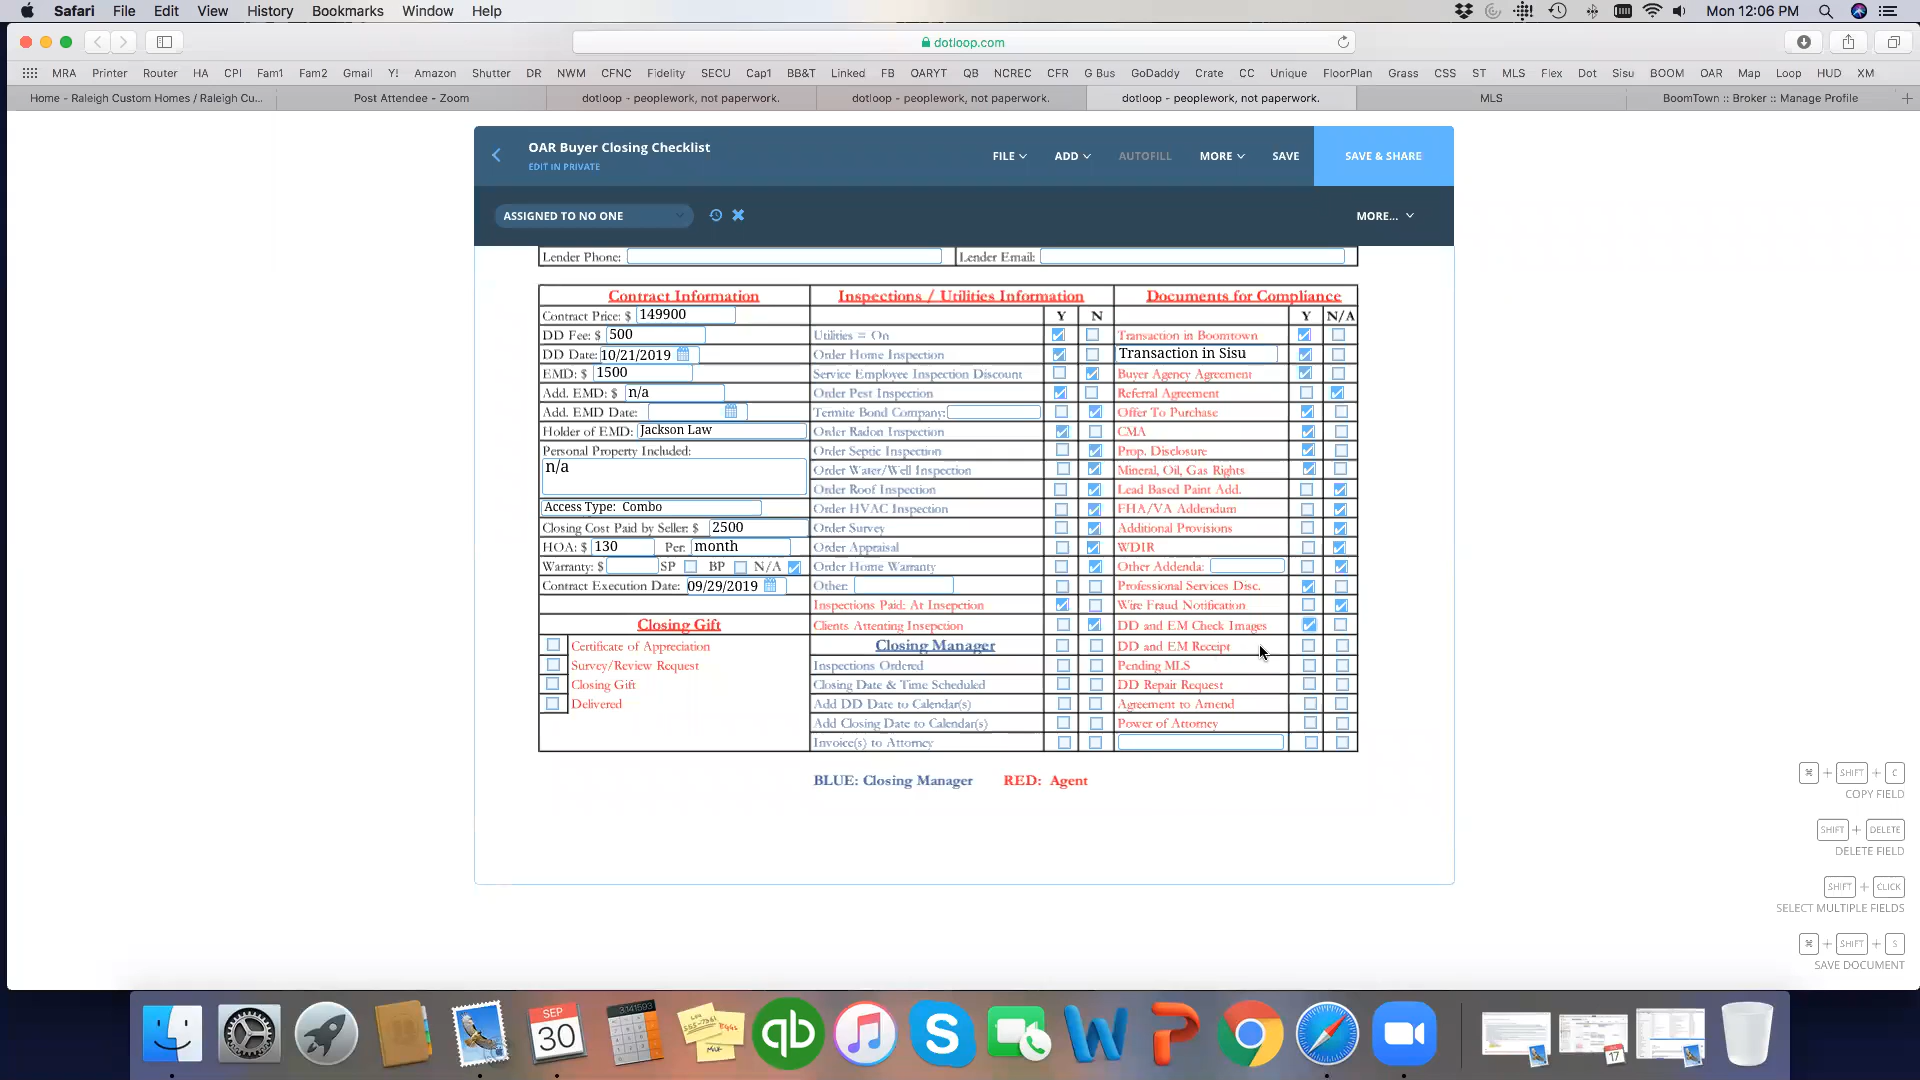 Safari File Edit View History Bookmarks Window Help
Mon 12:06 PM
dotloop.com
MRA Printer Router HA CPI Fam1 Fam2 Gmail Y! Amazon Shutter DR NWM CFNC Fidelity SECU Cap1 BB&T Linked FB OARYT QB NCREC CFR G Bus GoDaddy Crate CC Unique FloorPlan Grass CSS ST MLS Flex Dot Sisu BOOM OAR Map Loop HUD XM
Home - Raleigh Custom Homes / Raleigh Cu...
Post Attendee - Zoom
dotloop - peoplework, not paperwork.
dotloop - peoplework, not paperwork.
dotloop - peoplework, not paperwork.
MLS
BoomTown :: Broker :: Manage Profile
OAR Buyer Closing Checklist
EDIT IN PRIVATE
FILE ADD AUTOFILL MORE SAVE SAVE & SHARE
ASSIGNED TO NO ONE
MORE...
Lender Phone:
Lender Email:
Contract Information
Contract Price: $ 149900
DD Fee: $ 500
DD Date: 10/21/2019
EMD: $ 1500
Add. EMD: $ n/a
Add. EMD Date:
Holder of EMD: Jackson Law
Personal Property Included:
n/a
Access Type: Combo
Closing Cost Paid by Seller: $ 2500
HOA: $ 130 Per: month
Warranty: $ SP BP N/A
Contract Execution Date: 09/29/2019
Closing Gift
Certificate of Appreciation
Survey/Review Request
Closing Gift
Delivered
Inspections / Utilities Information
Y N
Utilities = On
Order Home Inspection
Service Employee Inspection Discount
Order Pest Inspection
Termite Bond Company:
Order Radon Inspection
Order Septic Inspection
Order Water/Well Inspection
Order Roof Inspection
Order HVAC Inspection
Order Survey
Order Appraisal
Order Home Warranty
Other:
Inspections Paid: At Insepction
Clients Attenting Insepction
Closing Manager
Inspections Ordered
Closing Date & Time Scheduled
Add DD Date to Calendar(s)
Add Closing Date to Calendar(s)
Invoice(s) to Attorney
Documents for Compliance
Y N/A
Transaction in Boomtown
Transaction in Sisu
Buyer Agency Agreement
Referral Agreement
Offer To Purchase
CMA
Prop. Disclosure
Mineral, Oil, Gas Rights
Lead Based Paint Add.
FHA/VA Addendum
Additional Provisions
WDIR
Other Addenda:
Professional Services Disc.
Wire Fraud Notification
DD and EM Check Images
DD and EM Receipt
Pending MLS
DD Repair Request
Agreement to Amend
Power of Attorney
BLUE: Closing Manager RED: Agent
⌘ + SHIFT + C
COPY FIELD
SHIFT + DELETE
DELETE FIELD
SHIFT + CLICK
SELECT MULTIPLE FIELDS
⌘ + SHIFT + S
SAVE DOCUMENT
SEP
30
qb
17